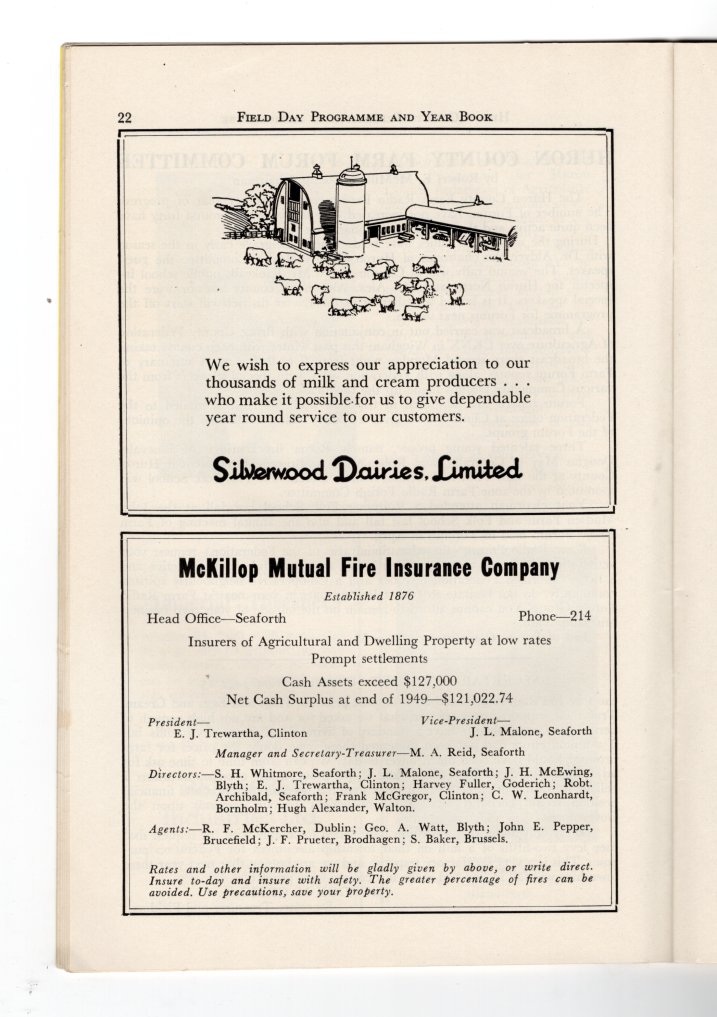 22
FIELD DAY PROGRAMME AND YEAR BOOK
We wish to express our appreciation to our
thousands of milk and cream producers . . .
who make it possible for us to give dependable
year round service to our customers.
Silverwood Dairies, Limited
McKillop Mutual Fire Insurance Company
Established 1876
Head Office—Seaforth Phone—214
Insurers of Agricultural and Dwelling Property at low rates
Prompt settlements
Cash Assets exceed $127,000
Net Cash Surplus at end of 1949—$121,022.74
President— Vice-President—
E. J. Trewartha, Clinton J. L. Malone, Seaforth
Manager and Secretary-Treasurer—M. A. Reid, Seaforth
Directors:—S. H. Whitmore, Seaforth; J. L. Malone, Seaforth; J. H. McEwing,
Blyth; E. J. Trewartha, Clinton; Harvey Fuller, Goderich; Robt.
Archibald, Seaforth; Frank McGregor, Clinton; C. W. Leonhardt,
Bornholm; Hugh Alexander, Walton.
Agents:—R. F. McKercher, Dublin; Geo. A. Watt, Blyth; John E. Pepper,
Brucefield; J. F. Prueter, Brodhagen; S. Baker, Brussels.
Rates and other information will be gladly given by above, or write direct.
Insure to-day and insure with safety. The greater percentage of fires can be
avoided. Use precautions, save your property.